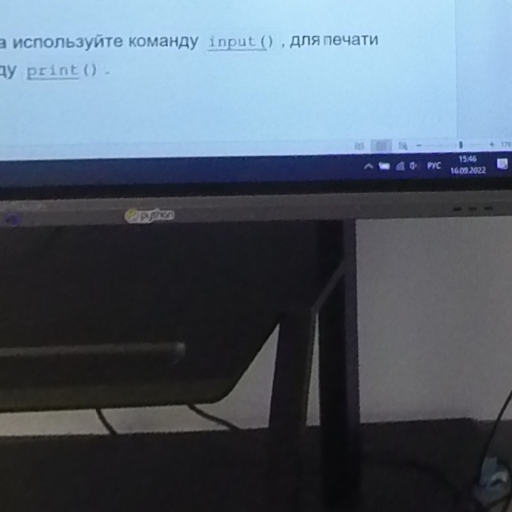 а используйте команду input() , для печати
ду print() .
15:46
РУС
16.09.2022
python